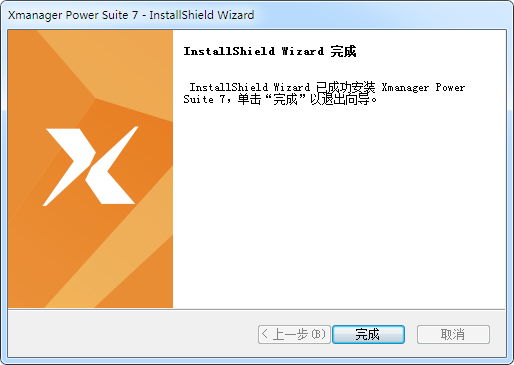 Xmanager Power Suite 7 - InstallShield Wizard
InstallShield Wizard 完成
InstallShield Wizard 已成功安装 Xmanager Power
Suite 7，单击“完成”以退出向导。
< 上一步(B) 完成 取消